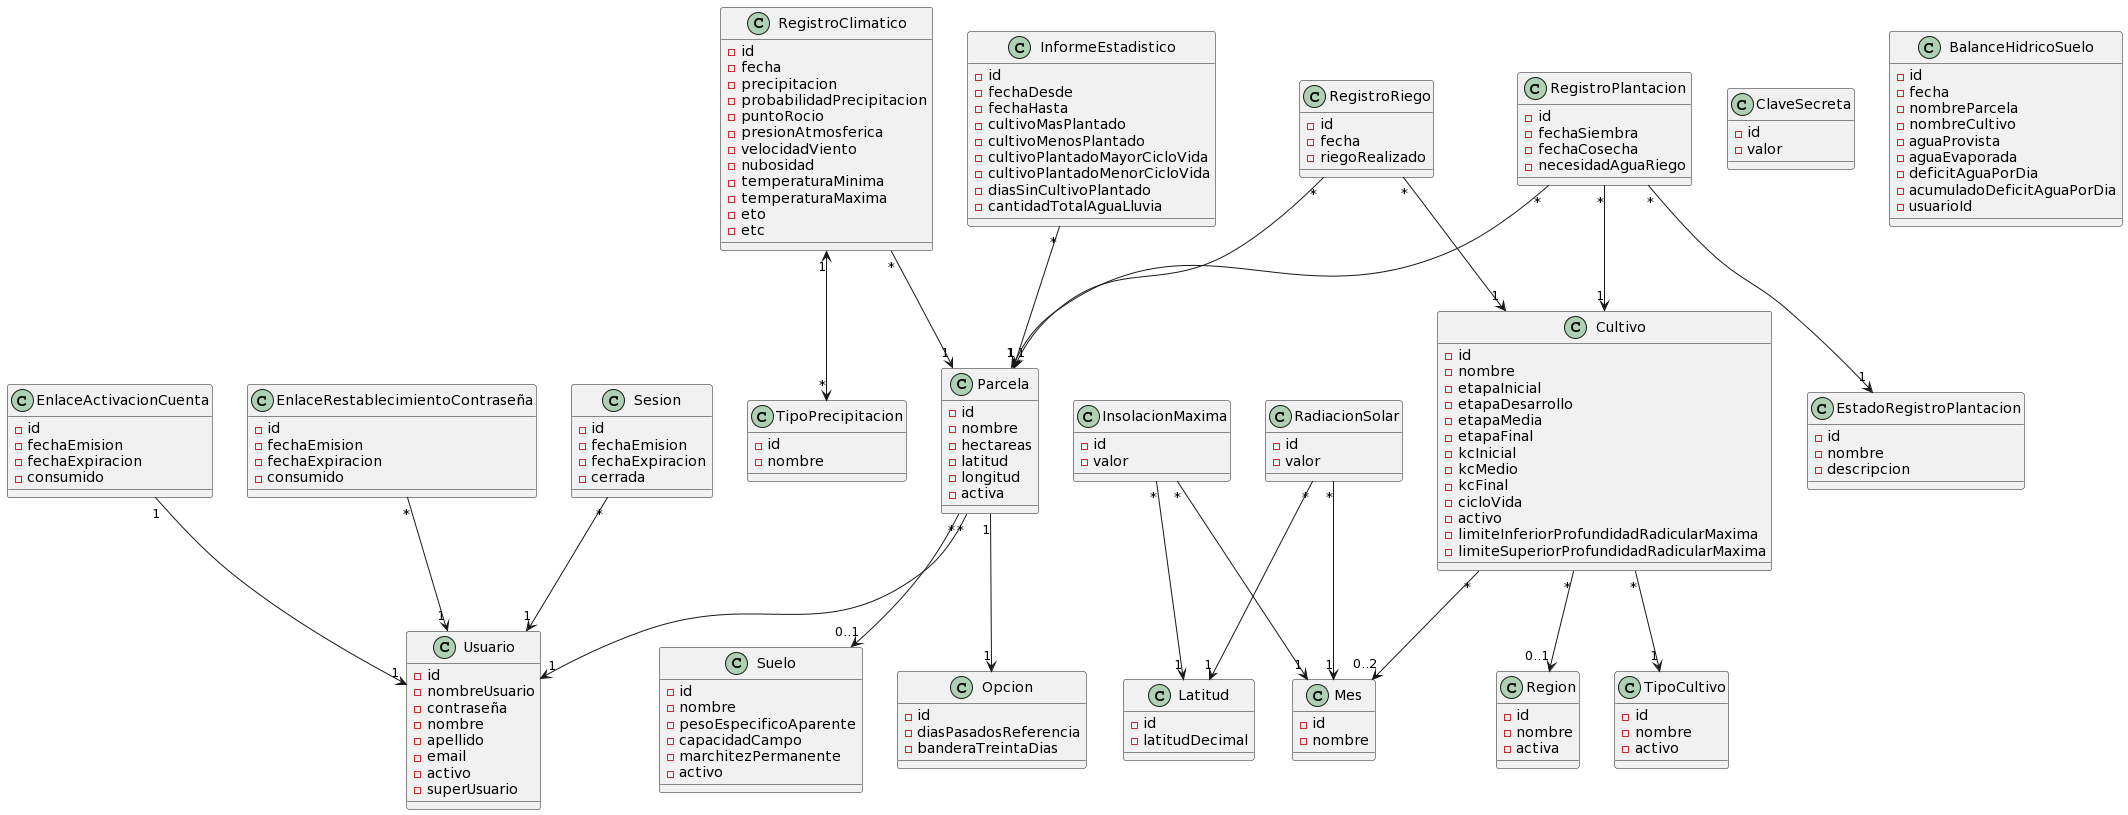 RegistroClimatico
id
fecha
precipitacion
probabilidadPrecipitacion
puntoRocio
presionAtmosferica
velocidadViento
nubosidad
temperaturaMinima
temperaturaMaxima
eto
etc
InformeEstadistico
id
fechaDesde
fechaHasta
cultivoMasPlantado
cultivoMenosPlantado
cultivoPlantadoMayorCicloVida
cultivoPlantadoMenorCicloVida
diasSinCultivoPlantado
cantidadTotalAguaLluvia
RegistroRiego
id
fecha
riegoRealizado
RegistroPlantacion
id
fechaSiembra
fechaCosecha
necesidadAguaRiego
ClaveSecreta
id
valor
BalanceHidricoSuelo
id
fecha
nombreParcela
nombreCultivo
aguaProvista
aguaEvaporada
deficitAguaPorDia
acumuladoDeficitAguaPorDia
usuarioId
* * * * *
1 * *
1 1
Cultivo
id
nombre
etapaInicial
etapaDesarrollo
etapaMedia
etapaFinal
kcInicial
kcMedio
kcFinal
cicloVida
activo
limiteInferiorProfundidadRadicularMaxima
limiteSuperiorProfundidadRadicularMaxima
* 1 1 1 1
EnlaceActivacionCuenta
id
fechaEmision
fechaExpiracion
consumido
EnlaceRestablecimientoContraseña
id
fechaEmision
fechaExpiracion
consumido
Sesion
id
fechaEmision
fechaExpiracion
cerrada
TipoPrecipitacion
id
nombre
Parcela
id
nombre
hectareas
latitud
longitud
activa
InsolacionMaxima
id
valor
RadiacionSolar
id
valor
EstadoRegistroPlantacion
id
nombre
descripcion
1 * * * * 1 * * * * * * *
1 1 1 1 0..1 1 1 1 1 1 0..2 0..1 1
Usuario
id
nombreUsuario
contraseña
nombre
apellido
email
activo
superUsuario
Suelo
id
nombre
pesoEspecificoAparente
capacidadCampo
marchitezPermanente
activo
Opcion
id
diasPasadosReferencia
banderaTreintaDias
Latitud
id
latitudDecimal
Mes
id
nombre
Region
id
nombre
activa
TipoCultivo
id
nombre
activo